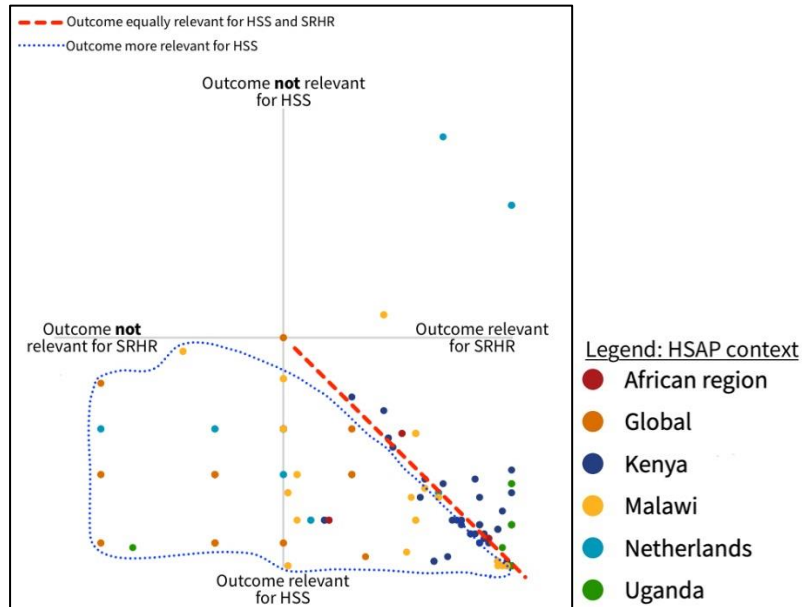 Outcome equally relevant for HSS and SRHR
Outcome more relevant for HSS
Outcome not relevant
for HSS
Outcome not
relevant for SRHR
Outcome relevant
for SRHR
Outcome relevant
for HSS
Legend: HSAP context
African region
Global
Kenya
Malawi
Netherlands
Uganda